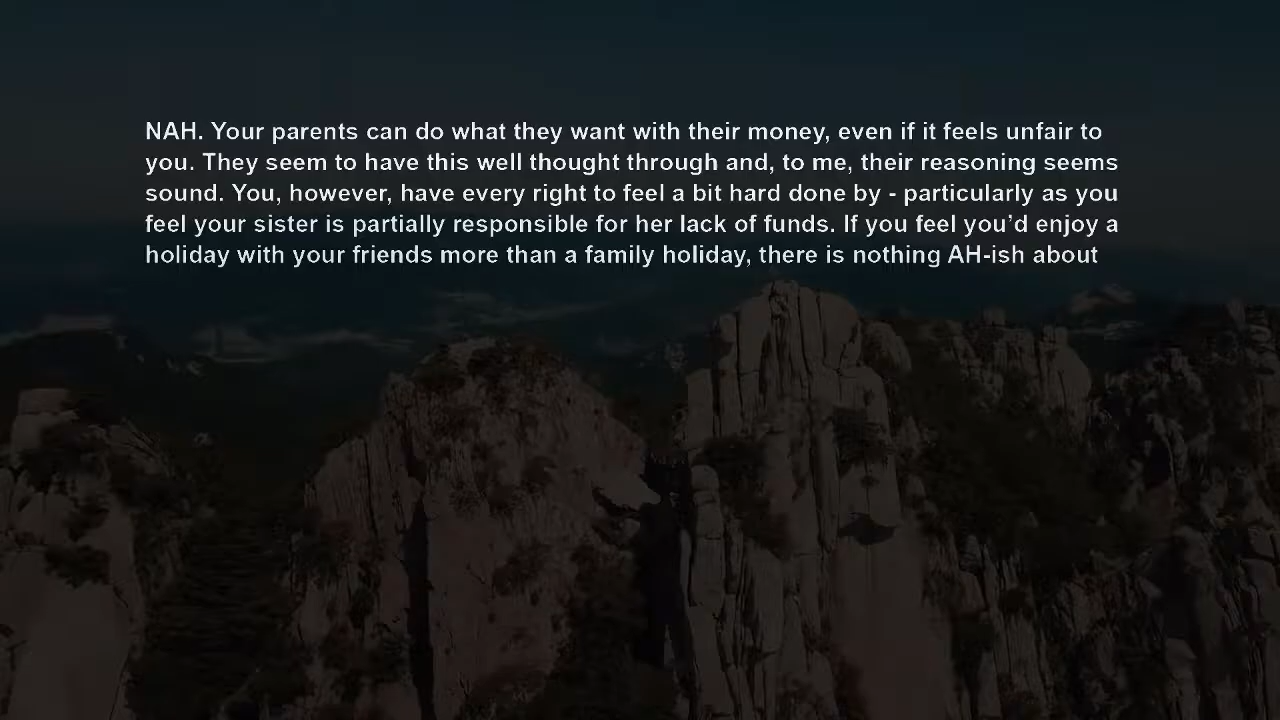 NAH. Your parents can do what they want with their money, even if it feels unfair to
you. They seem to have this well thought through and, to me, their reasoning seems
sound. You, however, have every right to feel a bit hard done by - particularly as you
feel your sister is partially responsible for her lack of funds. If you feel you’d enjoy a
holiday with your friends more than a family holiday, there is nothing AH-ish about